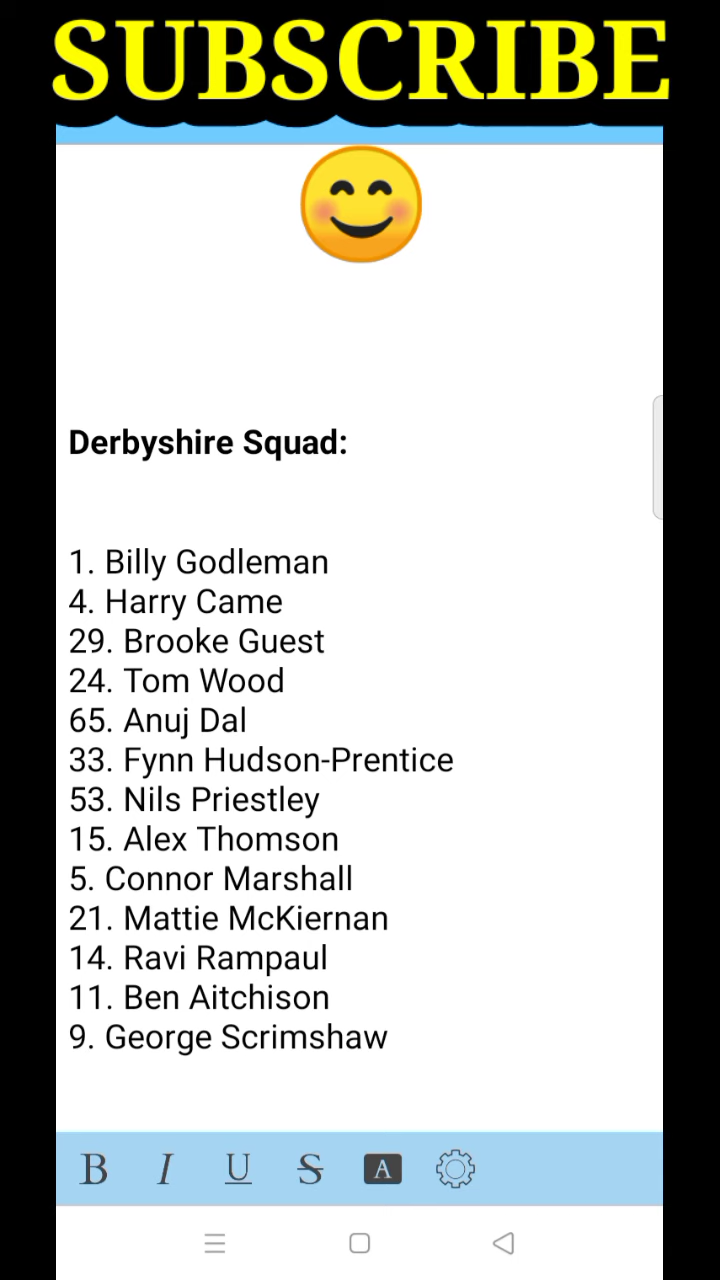 SUBSCRIBE
Derbyshire Squad:
1. Billy Godleman
4. Harry Came
29. Brooke Guest
24. Tom Wood
65. Anuj Dal
33. Fynn Hudson-Prentice
53. Nils Priestley
15. Alex Thomson
5. Connor Marshall
21. Mattie McKiernan
14. Ravi Rampaul
11. Ben Aitchison
9. George Scrimshaw
B I U S A